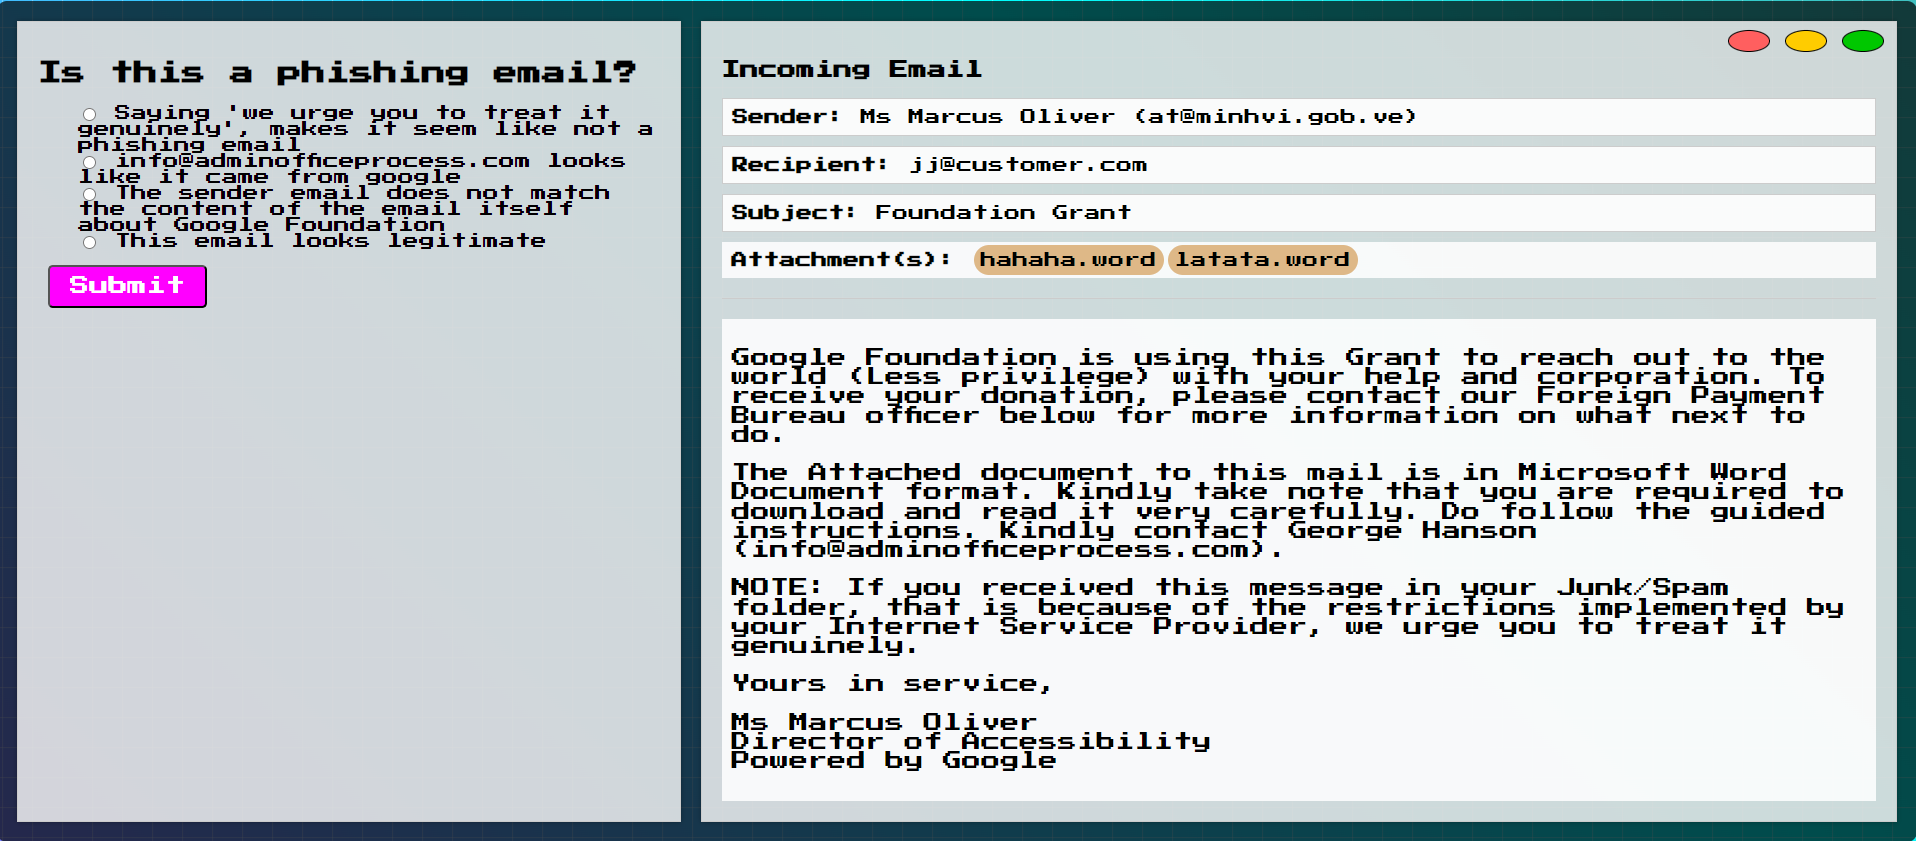 Is this a phishing email?
Saying 'we urge you to treat it
genuinely', makes it seem like not a
phishing email
info@adminofficeprocess.com looks
like it came from google
The sender email does not match
the content of the email itself
about Google Foundation
This email looks legitimate
Submit
Incoming Email
Sender: Ms Marcus Oliver (at@minhvi.gob.ve)
Recipient: jj@customer.com
Subject: Foundation Grant
Attachment(s): hahaha.word latata.word
Google Foundation is using this Grant to reach out to the
world (Less privilege) with your help and corporation. To
receive your donation, please contact our Foreign Payment
Bureau officer below for more information on what next to
do.
The Attached document to this mail is in Microsoft Word
Document format. Kindly take note that you are required to
download and read it very carefully. Do follow the guided
instructions. Kindly contact George Hanson
(info@adminofficeprocess.com).
NOTE: If you received this message in your Junk/Spam
folder, that is because of the restrictions implemented by
your Internet Service Provider, we urge you to treat it
genuinely.
Yours in service,
Ms Marcus Oliver
Director of Accessibility
Powered by Google